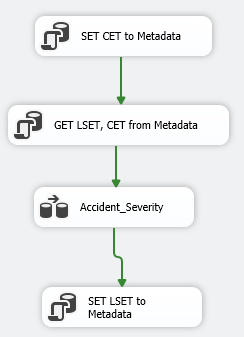 SET CET to Metadata
GET LSET, CET from Metadata
Accident_Severity
SET LSET to
Metadata